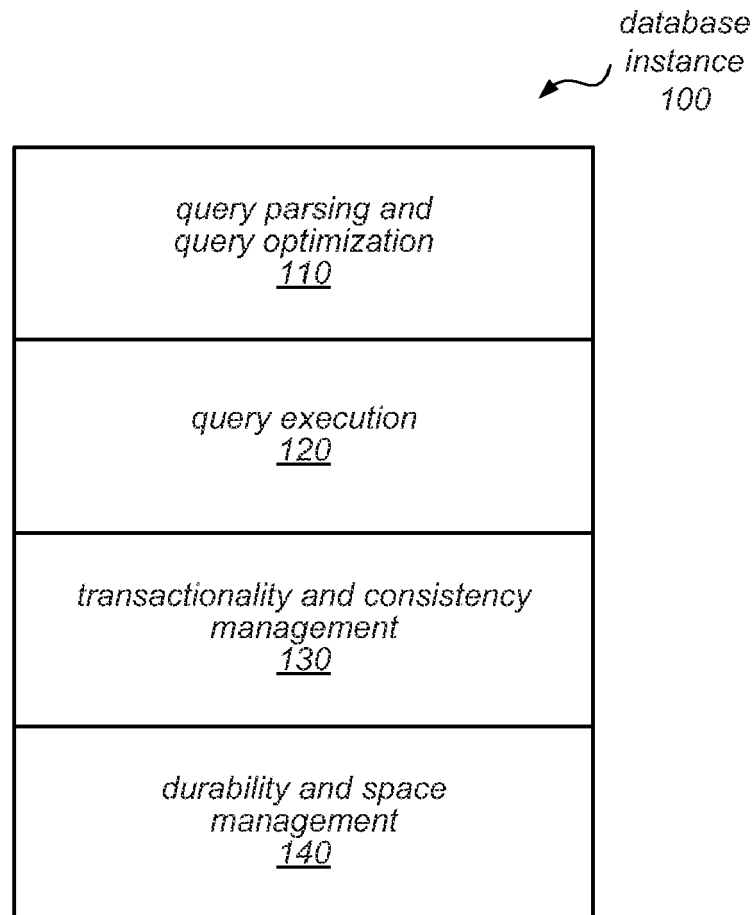 database
instance
100
query parsing and
query optimization
110
query execution
120
transactionality and consistency
management
130
durability and space
management
140